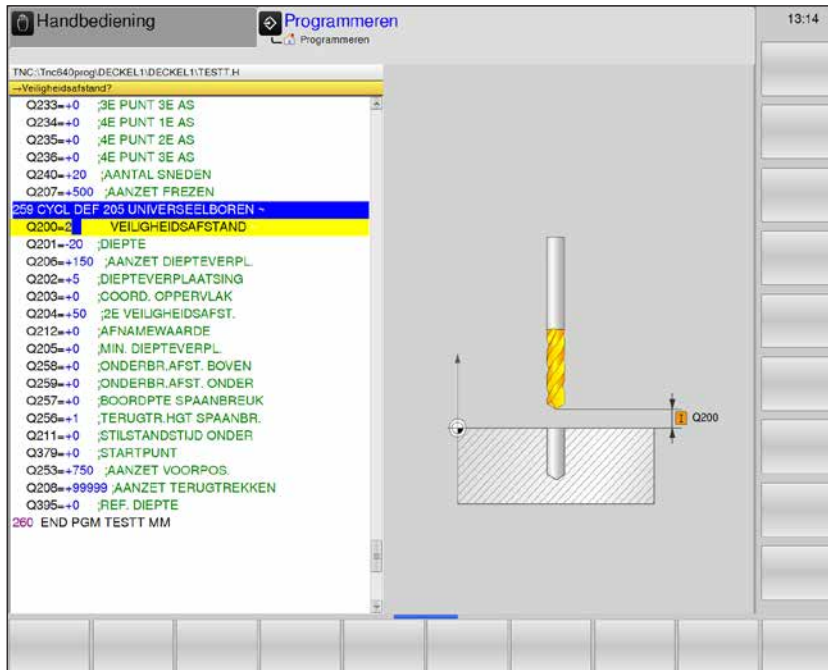 Handbediening
Programmeren
Programmeren
13:14
TNC:\Tnc640prog\DECKEL1\DECKEL1\TESTT.H
→Veiligheidsafstand?
Q233=+0 ;3E PUNT 3E AS
Q234=+0 ;4E PUNT 1E AS
Q235=+0 ;4E PUNT 2E AS
Q236=+0 ;4E PUNT 3E AS
Q240=+20 ;AANTAL SNEDEN
Q207=+500 ;AANZET FREZEN
259 CYCL DEF 205 UNIVERSEELBOREN ~
Q200=2 VEILIGHEIDSAFSTAND
Q201=-20 ;DIEPTE
Q206=+150 ;AANZET DIEPTEVERPL.
Q202=+5 ;DIEPTEVERPLAATSING
Q203=+0 ;COORD. OPPERVLAK
Q204=+50 ;2E VEILIGHEIDSAFST.
Q212=+0 ;AFNAMEWAARDE
Q205=+0 ;MIN. DIEPTEVERPL.
Q258=+0 ;ONDERBR.AFST. BOVEN
Q259=+0 ;ONDERBR.AFST. ONDER
Q257=+0 ;BOORDPTE SPAANBREUK
Q256=+1 ;TERUGTR.HGT SPAANBR.
Q211=+0 ;STILSTANDSTIJD ONDER
Q379=+0 ;STARTPUNT
Q253=+750 ;AANZET VOORPOS.
Q208=+99999 ;AANZET TERUGTREKKEN
Q395=+0 ;REF. DIEPTE
260 END PGM TESTT MM
Q200